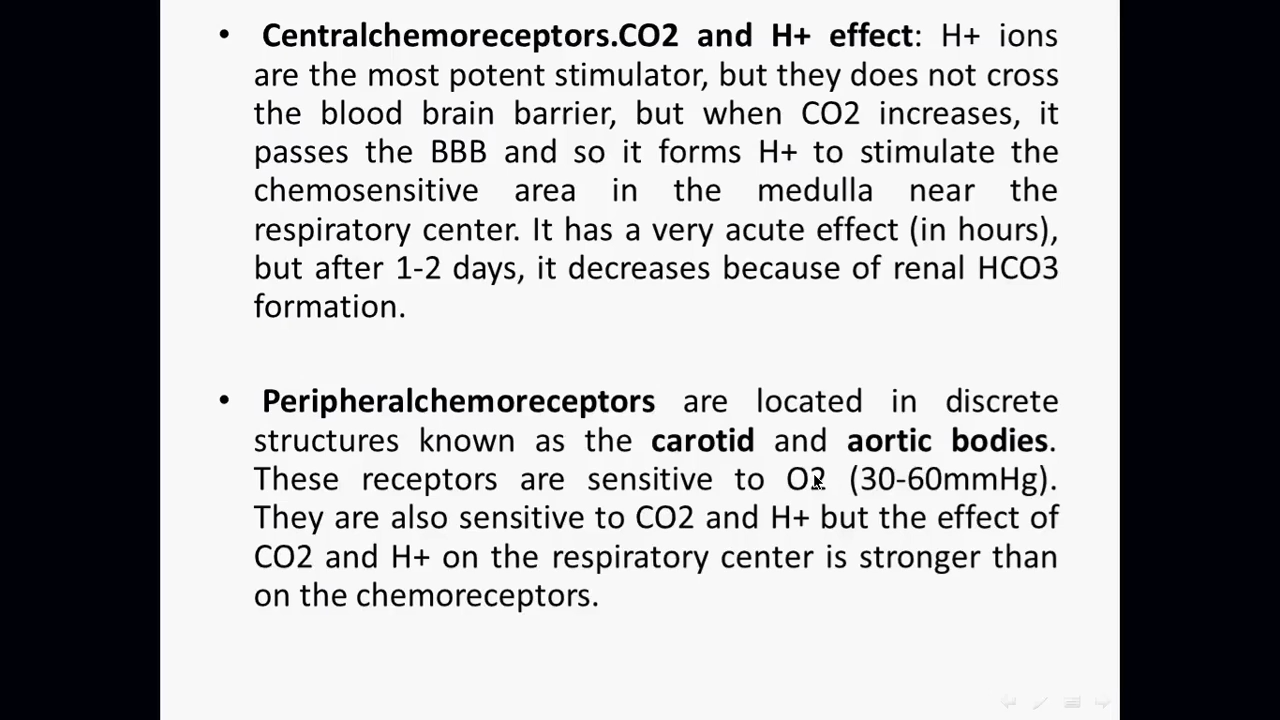 • Centralchemoreceptors.CO2 and H+ effect: H+ ions
are the most potent stimulator, but they does not cross
the blood brain barrier, but when CO2 increases, it
passes the BBB and so it forms H+ to stimulate the
chemosensitive area in the medulla near the
respiratory center. It has a very acute effect (in hours),
but after 1-2 days, it decreases because of renal HCO3
formation.
• Peripheralchemoreceptors are located in discrete
structures known as the carotid and aortic bodies.
These receptors are sensitive to O2 (30-60mmHg).
They are also sensitive to CO2 and H+ but the effect of
CO2 and H+ on the respiratory center is stronger than
on the chemoreceptors.